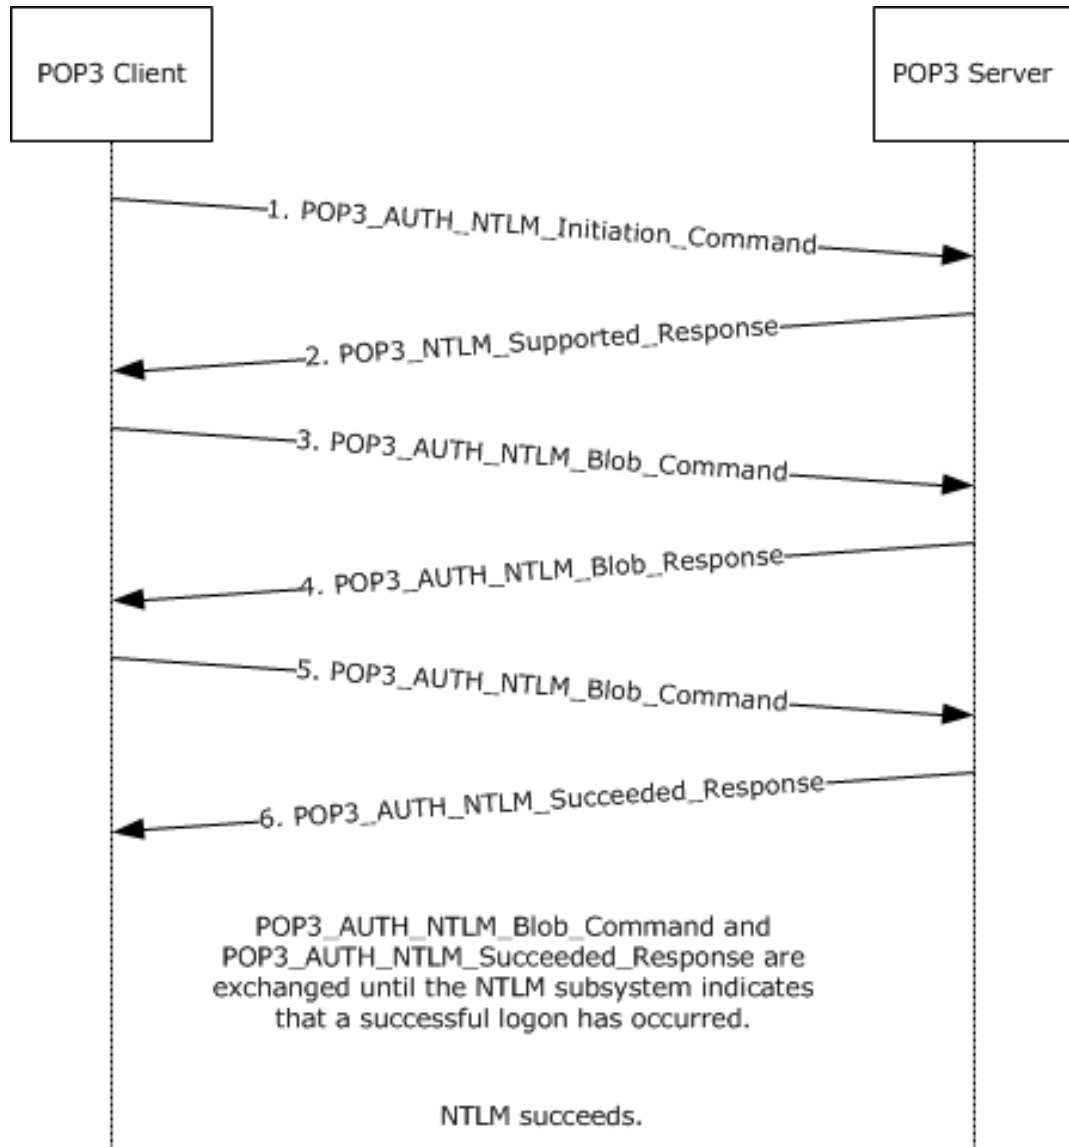 POP3 Client
POP3 Server
1. POP3_AUTH_NTLM_Initiation_Command
2. POP3_NTLM_Supported_Response
3. POP3_AUTH_NTLM_Blob_Command
4. POP3_AUTH_NTLM_Blob_Response
5. POP3_AUTH_NTLM_Blob_Command
6. POP3_AUTH_NTLM_Succeeded_Response
POP3_AUTH_NTLM_Blob_Command and
POP3_AUTH_NTLM_Succeeded_Response are
exchanged until the NTLM subsystem indicates
that a successful logon has occurred.
NTLM succeeds.